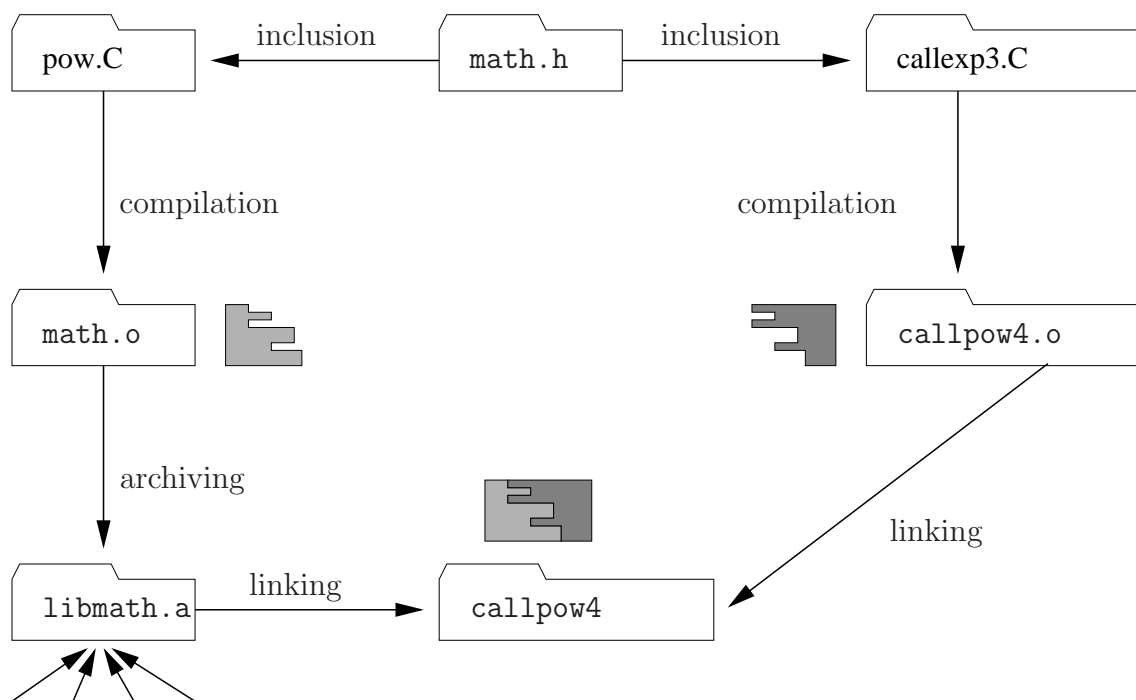 inclusion
inclusion
pow.C
math.h
callexp3.C
compilation
compilation
math.o
callpow4.o
archiving
linking
linking
libmath.a
callpow4